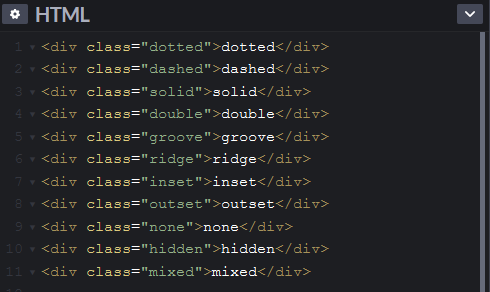 HTML
1 <div class="dotted">dotted</div>
2 <div class="dashed">dashed</div>
3 <div class="solid">solid</div>
4 <div class="double">double</div>
5 <div class="groove">groove</div>
6 <div class="ridge">ridge</div>
7 <div class="inset">inset</div>
8 <div class="outset">outset</div>
9 <div class="none">none</div>
10 <div class="hidden">hidden</div>
11 <div class="mixed">mixed</div>